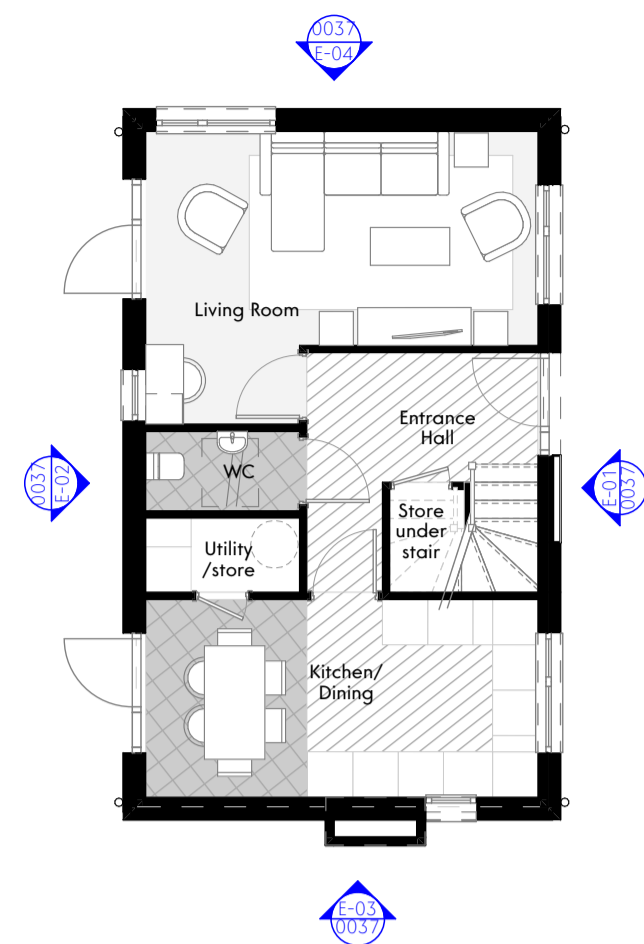 0037
E-04
Living Room
Entrance
Hall
WC
0037
E-02
E-01
0037
Store
under
stair
Utility
/store
Kitchen/
Dining
E-03
0037